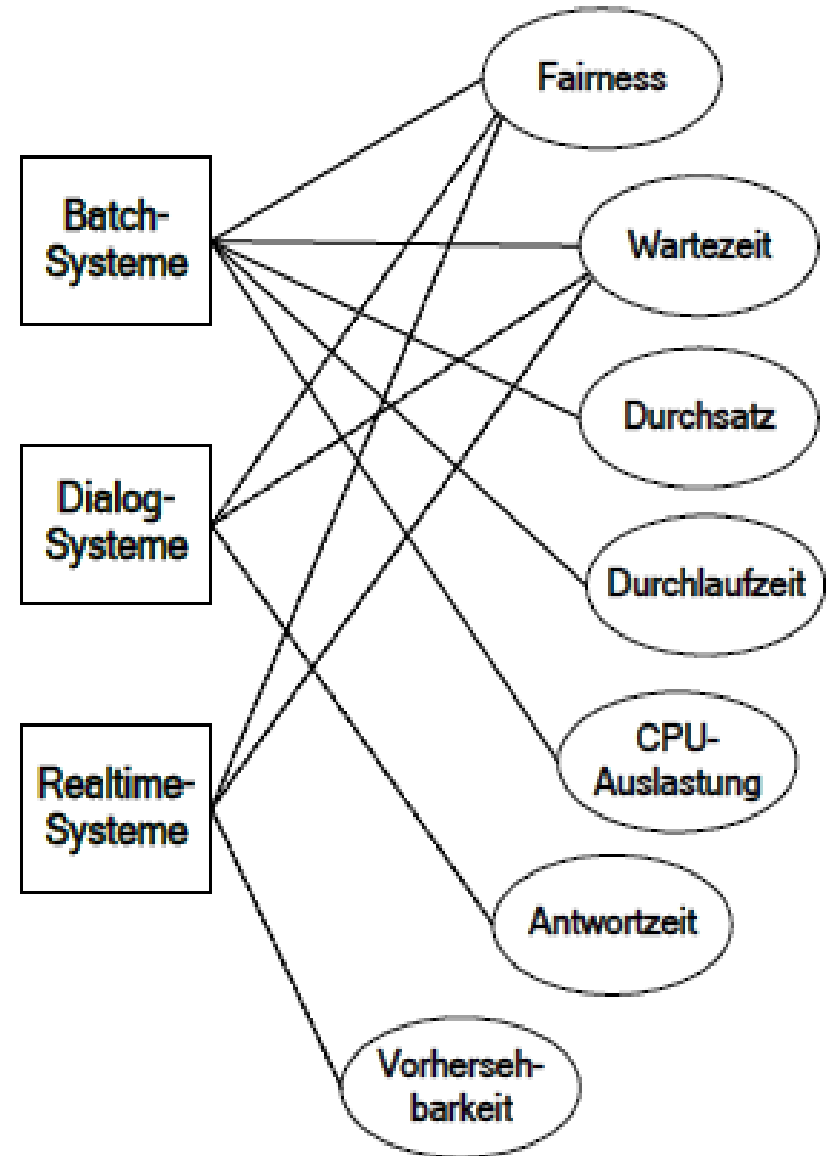 Fairness
Batch-
Systeme
Wartezeit
Durchsatz
Dialog-
Systeme
Durchlaufzeit
CPU-
Auslastung
Realtime-
Systeme
Antwortzeit
Vorherseh-
barkeit